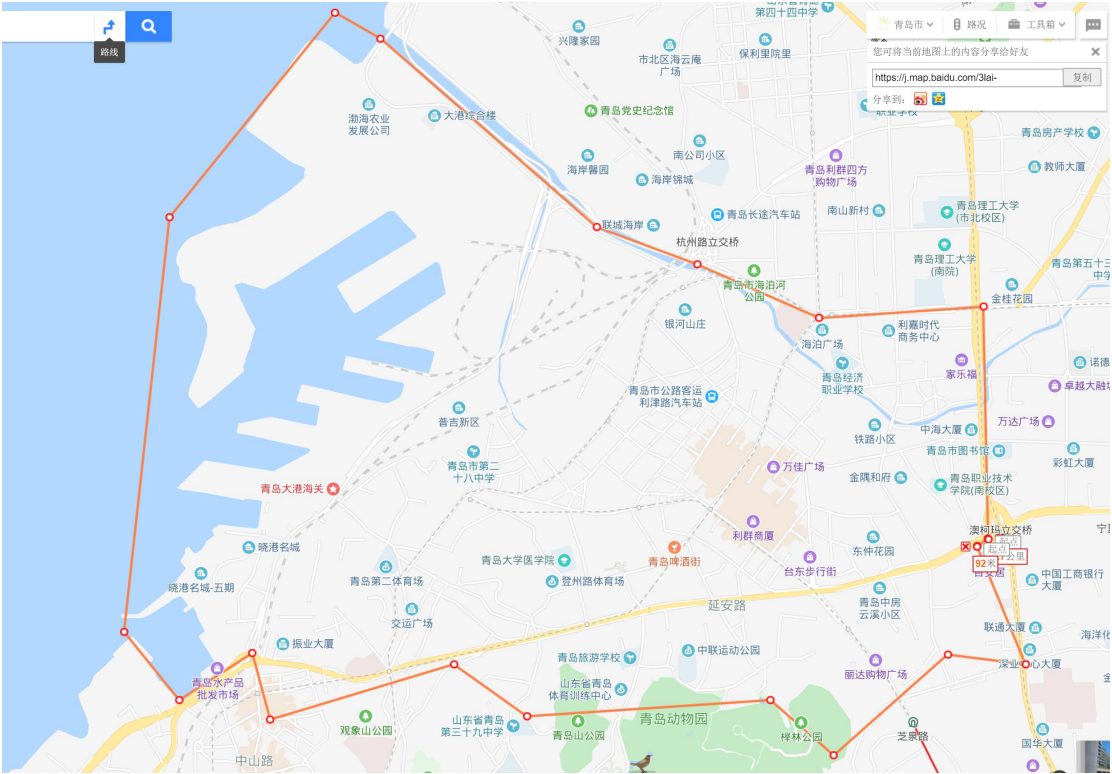 第四十四中学
青岛市
路况
工具箱
路线
您可将当前地图上的内容分享给好友
https://j.map.baidu.com/3lai-
复制
分享到:
兴隆家园
保利里院里
市北区海云庵
广场
渤海农业
发展公司
大港综合楼
青岛党史纪念馆
职业学校
青岛房产学校
南公司小区
海岸馨园
海岸锦城
青岛利群四方
购物广场
教师大厦
联城海岸
青岛长途汽车站
南山新村
青岛理工大学
(市北校区)
杭州路立交桥
青岛理工大学
(南院)
青岛第五十三
中学
青岛市海泊河
公园
金桂花园
银河山庄
海泊广场
利嘉时代
商务中心
青岛经济
职业学校
家乐福
诺德
卓越大融城
青岛市公路客运
利津路汽车站
普吉新区
铁路小区
中海大厦
万达广场
青岛市图书馆
彩虹大厦
青岛市第二
十八中学
万佳广场
金隅和府
青岛职业技术
学院(南校区)
青岛大港海关
利群商厦
澳柯玛立交桥
宁夏
起点
起点
公里
92米
百安居
晓港名城
东仲花园
青岛大学医学院
青岛啤酒街
台东步行街
晓港名城-五期
青岛第二体育场
登州路体育场
中国工商银行
大厦
交运广场
延安路
青岛中房
云溪小区
联通大厦
海洋化
振业大厦
青岛旅游学校
中联运动公园
丽达购物广场
深业中心大厦
青岛水产品
批发市场
山东省青岛
体育训练中心
观象山公园
山东省青岛
第三十九中学
青岛山公园
青岛动物园
榉林公园
芝泉路
国华大厦
中山路